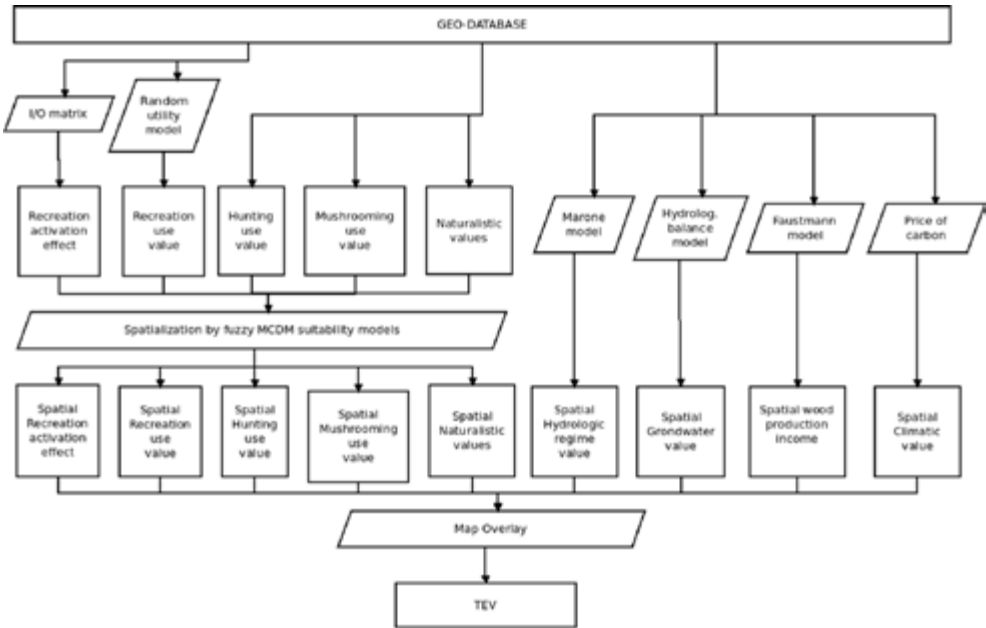 GEO-DATABASE
I/O matrix
Random
utility
model
Recreation
activation
effect
Recreation
use
value
Hunting
use value
Mushrooming
use
value
Naturalistic
values
Marone
model
Hydrolog.
balance
model
Faustmann
model
Price of
carbon
Spatialization by fuzzy MCDM suitability models
Spatial
Recreation
activation
effect
Spatial
Recreation
use
value
Spatial
Hunting
use
value
Spatial
Mushrooming
use
value
Spatial
Naturalistic
values
Spatial
Hydrologic
regime
value
Spatial
Grondwater
value
Spatial wood
production
income
Spatial
Climatic
value
Map Overlay
TEV